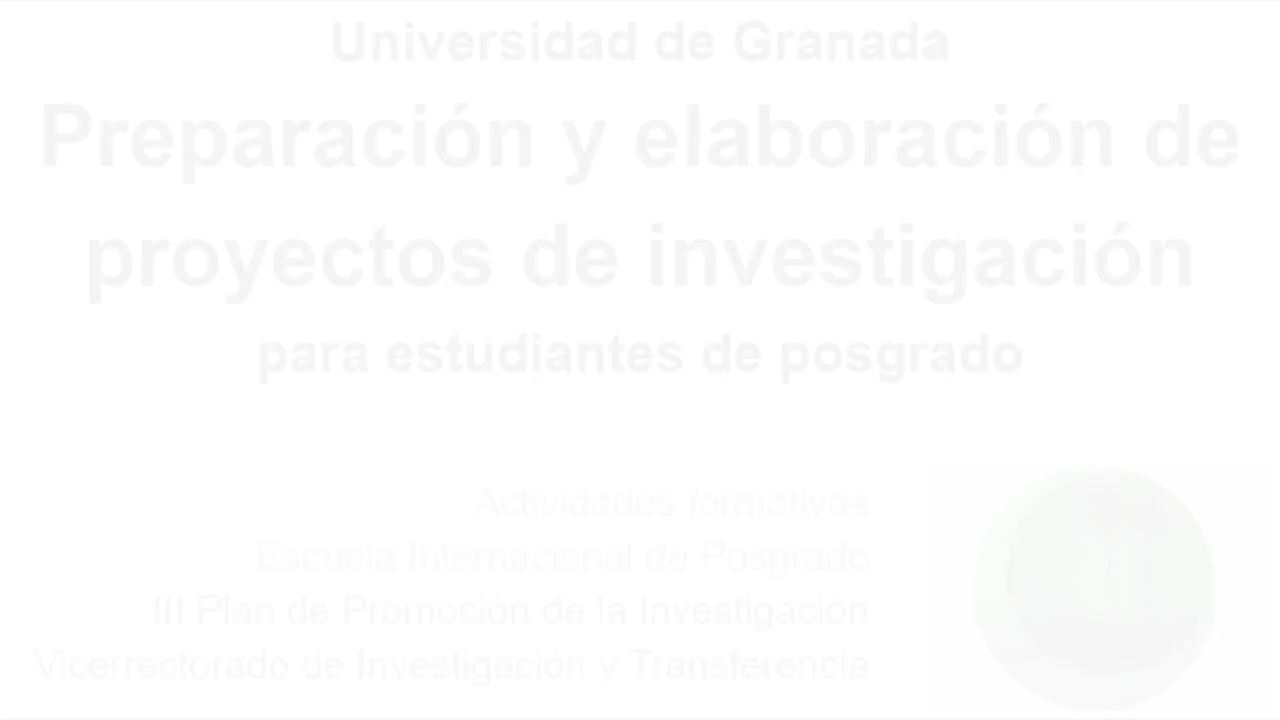 Universidad de Granada
Preparación y elaboración de
proyectos de investigación
para estudiantes de posgrado
Actividades formativas
Escuela Internacional de Posgrado
III Plan de Promoción de la Investigación
Vicerrectorado de Investigación y Transferencia